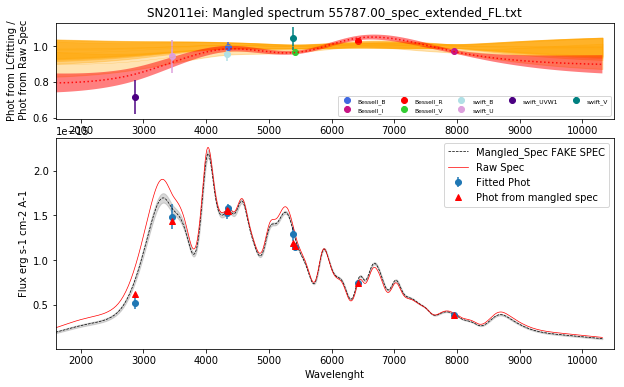 SN2011ei: Mangled spectrum 55787.00_spec_extended_FL.txt
Phot from LCfitting /
Phot from Raw Spec
1.0
0.8
0.6
Bessell_B
Bessell_R
swift_B
swift_UVW1
swift_V
Bessell_I
Bessell_V
swift_U
2000 3000 4000 5000 6000 7000 8000 9000 10000
Flux erg s-1 cm-2 A-1
2.0
1.5
1.0
0.5
Mangled_Spec FAKE SPEC
Raw Spec
Fitted Phot
Phot from mangled spec
2000 3000 4000 5000 6000 7000 8000 9000 10000
Wavelenght